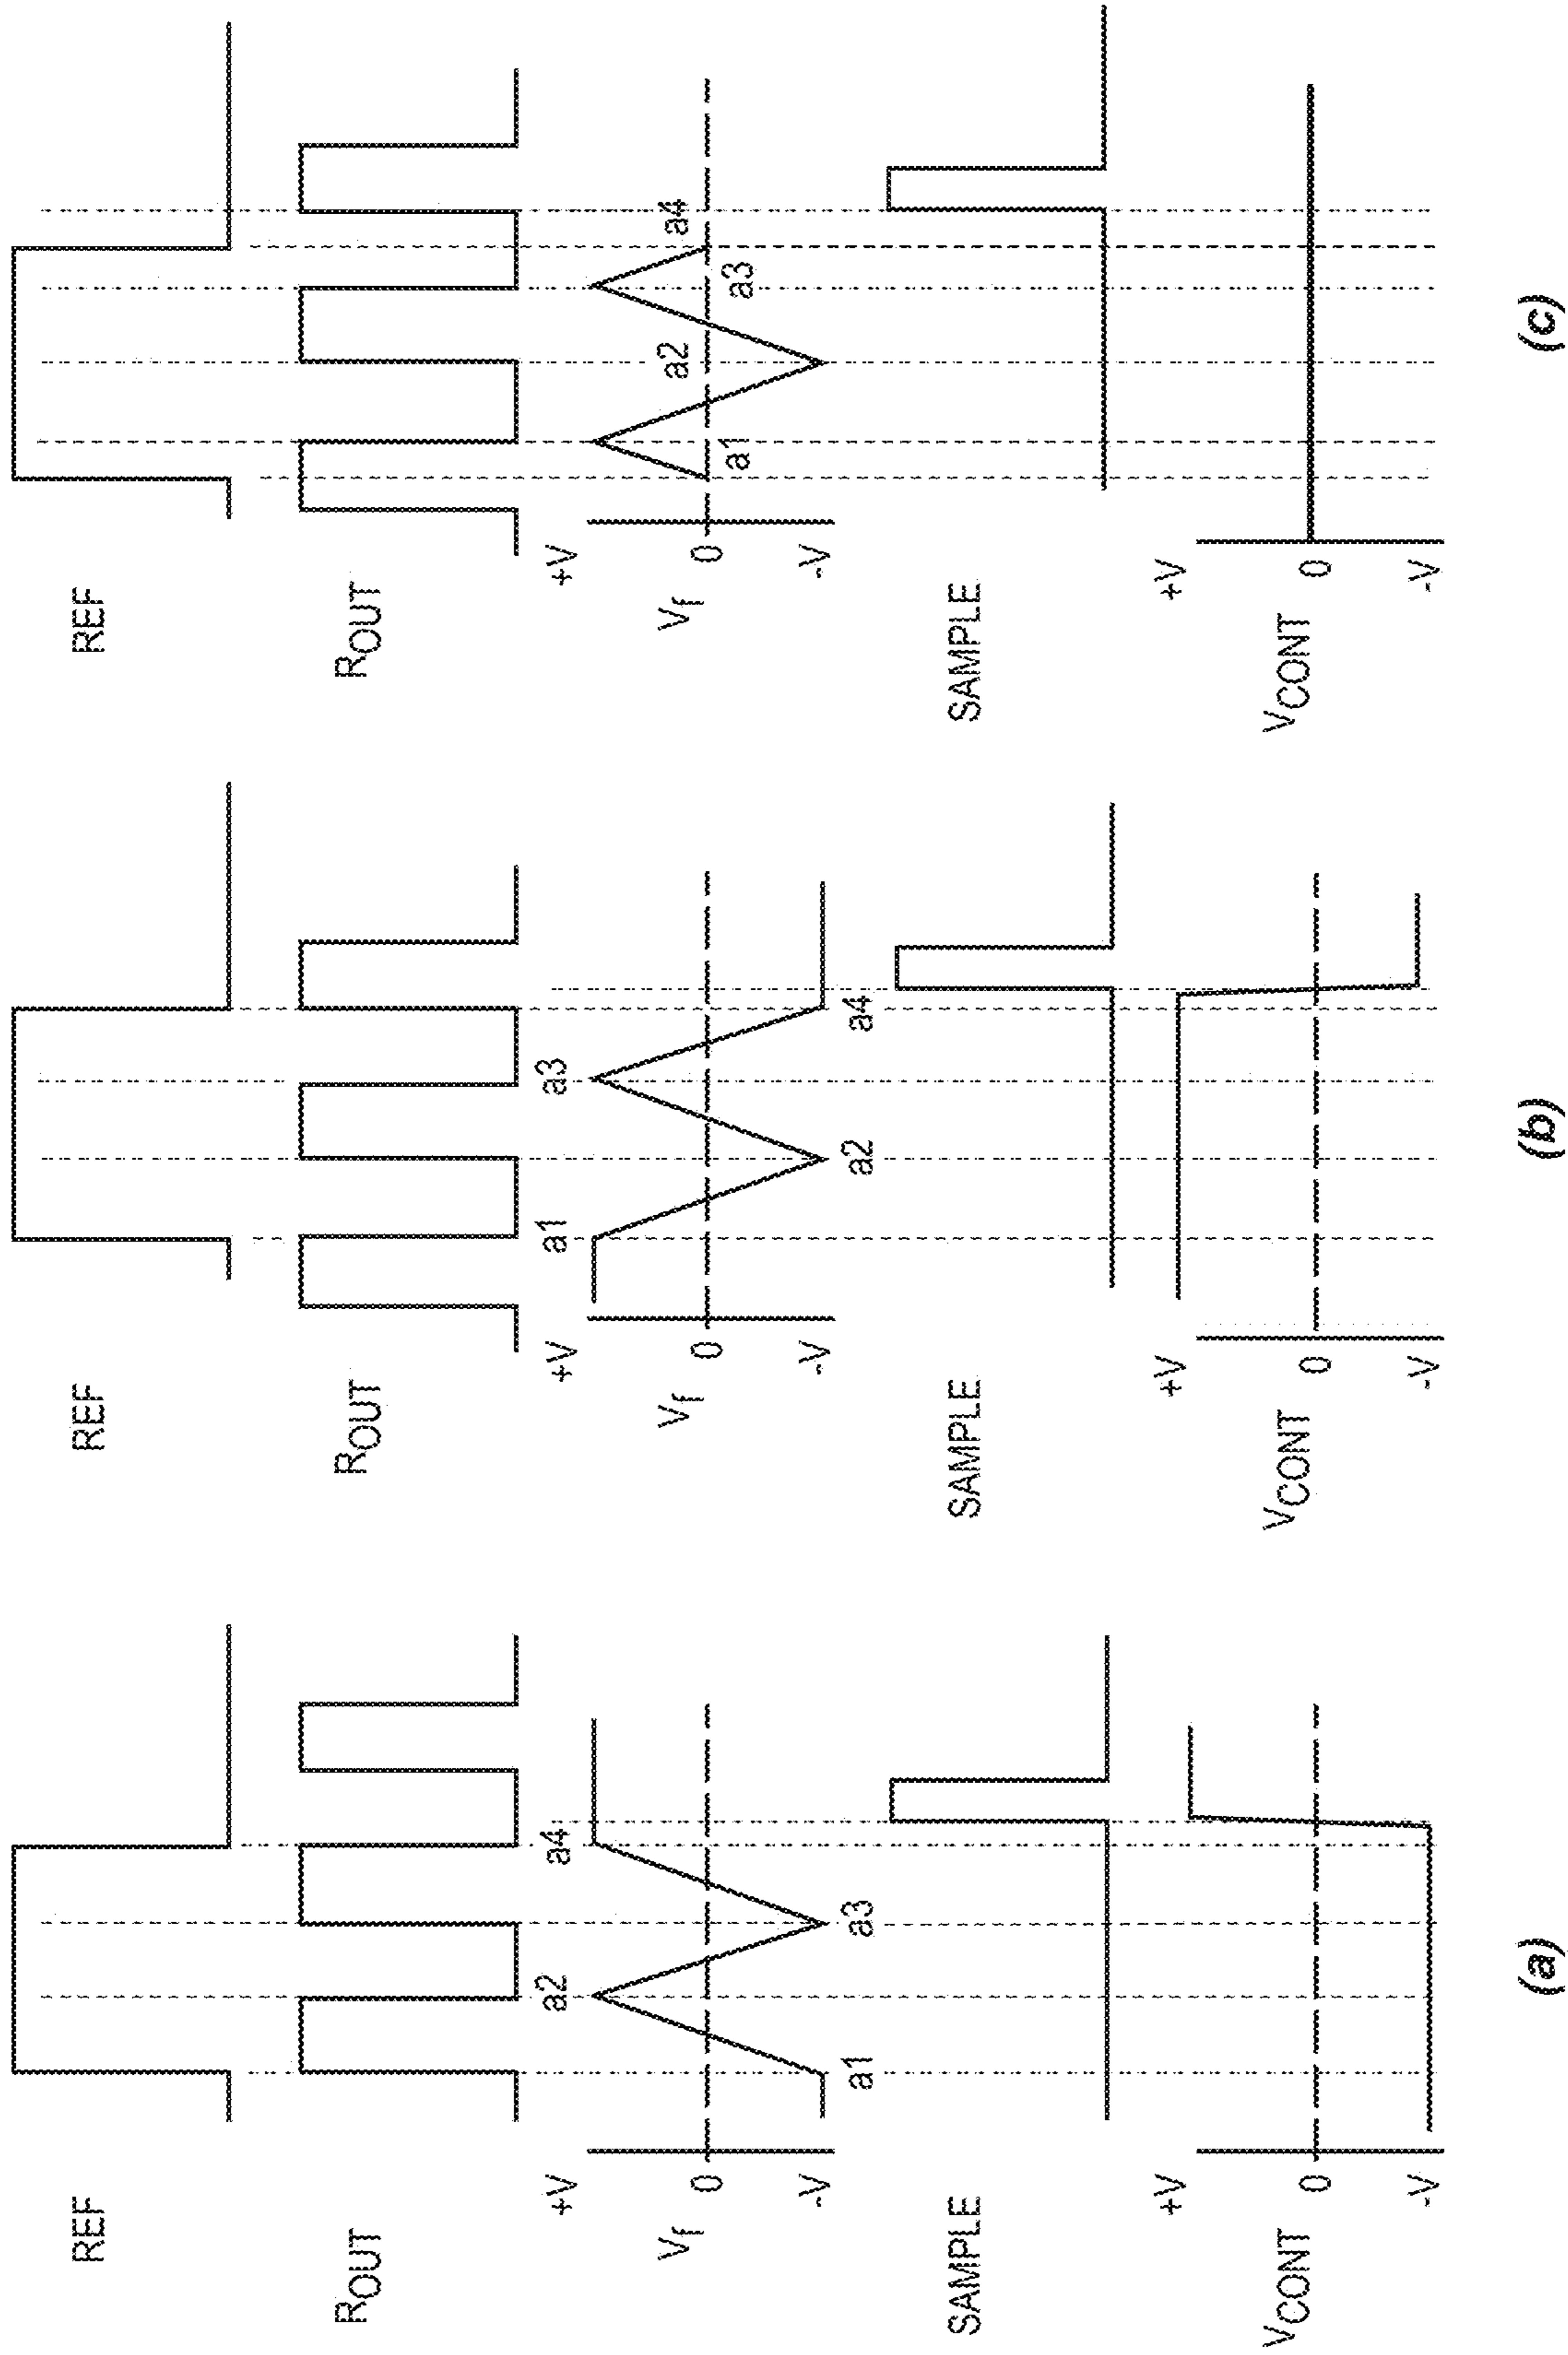 REF
ROUT
+V
0
-V
Vf
a1
a2
a3
a4
SAMPLE
+V
0
-V
VCONT
(a)
REF
ROUT
+V
0
-V
Vf
a1
a2
a3
a4
SAMPLE
+V
0
-V
VCONT
(b)
REF
ROUT
+V
0
-V
Vf
a1
a2
a3
a4
SAMPLE
+V
0
-V
VCONT
(c)